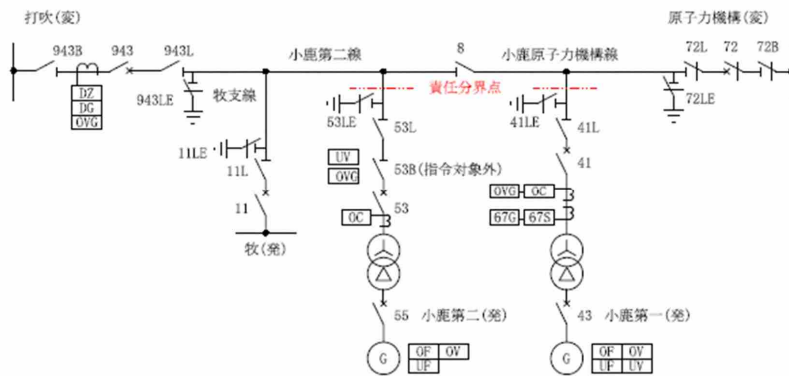 打吹(変)
原子力機構(変)
943B
943
943L
小鹿第二線
8
小鹿原子力機構線
72L
72
72B
DZ
DG
OVG
943LE
牧支線
責任分界点
72LE
53LE
53L
41LE
41L
11LE
11L
UV
OVG
53B(指令対象外)
41
11
OC
53
OVG
OC
67G
67S
牧(発)
55
小鹿第二(発)
43
小鹿第一(発)
G
OF
OV
UF
G
OF
OV
UF
UV